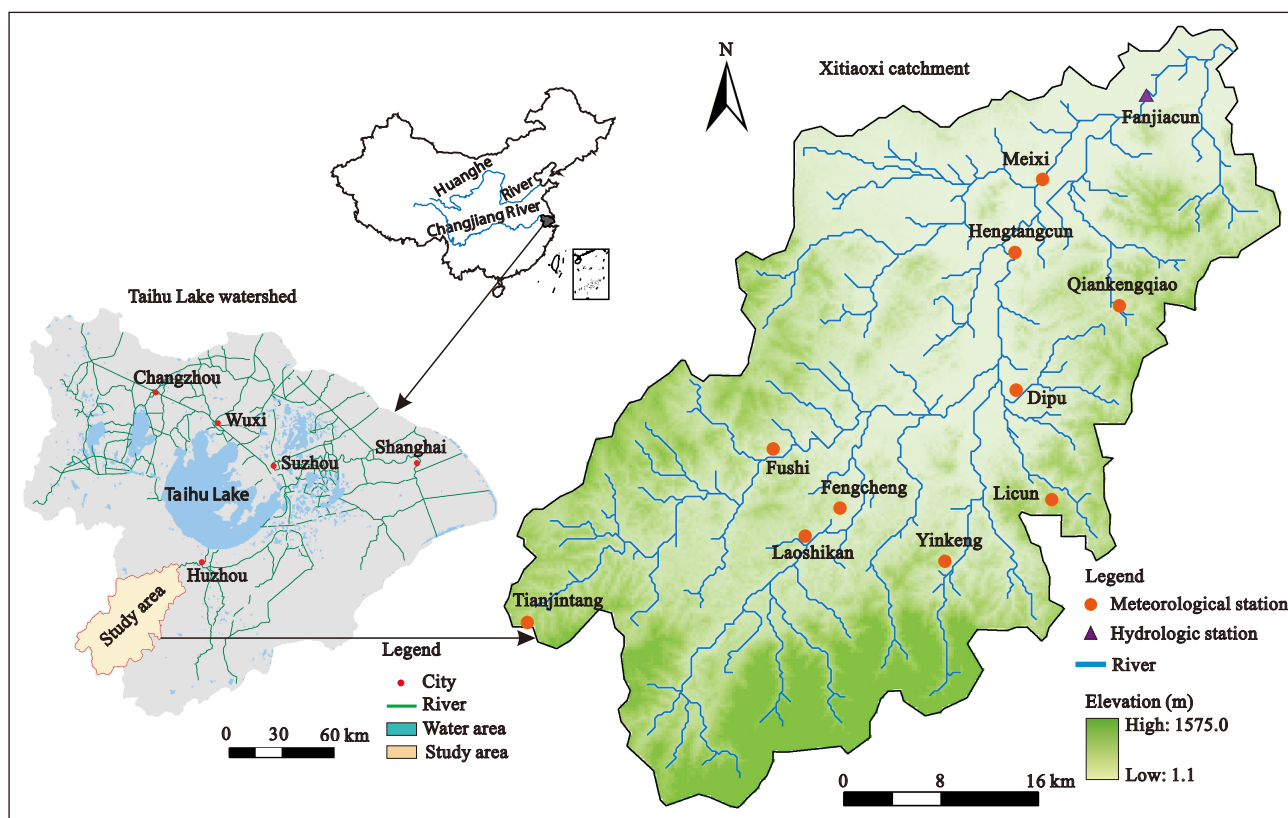 N
Xitiaoxi catchment
Fanjiacun
Meixi
Hengtangcun
Qiankengqiao
Dipu
Fushi
Fengcheng
Licun
Laoshikan
Yinkeng
Tianjintang
Legend
Meteorological station
Hydrologic station
River
Elevation (m)
High: 1575.0
Low: 1.1
0 8 16 km
Huanghe
River
Changjiang River
Taihu Lake watershed
Changzhou
Wuxi
Shanghai
Suzhou
Taihu Lake
Huzhou
Study area
Legend
City
River
Water area
Study area
0 30 60 km